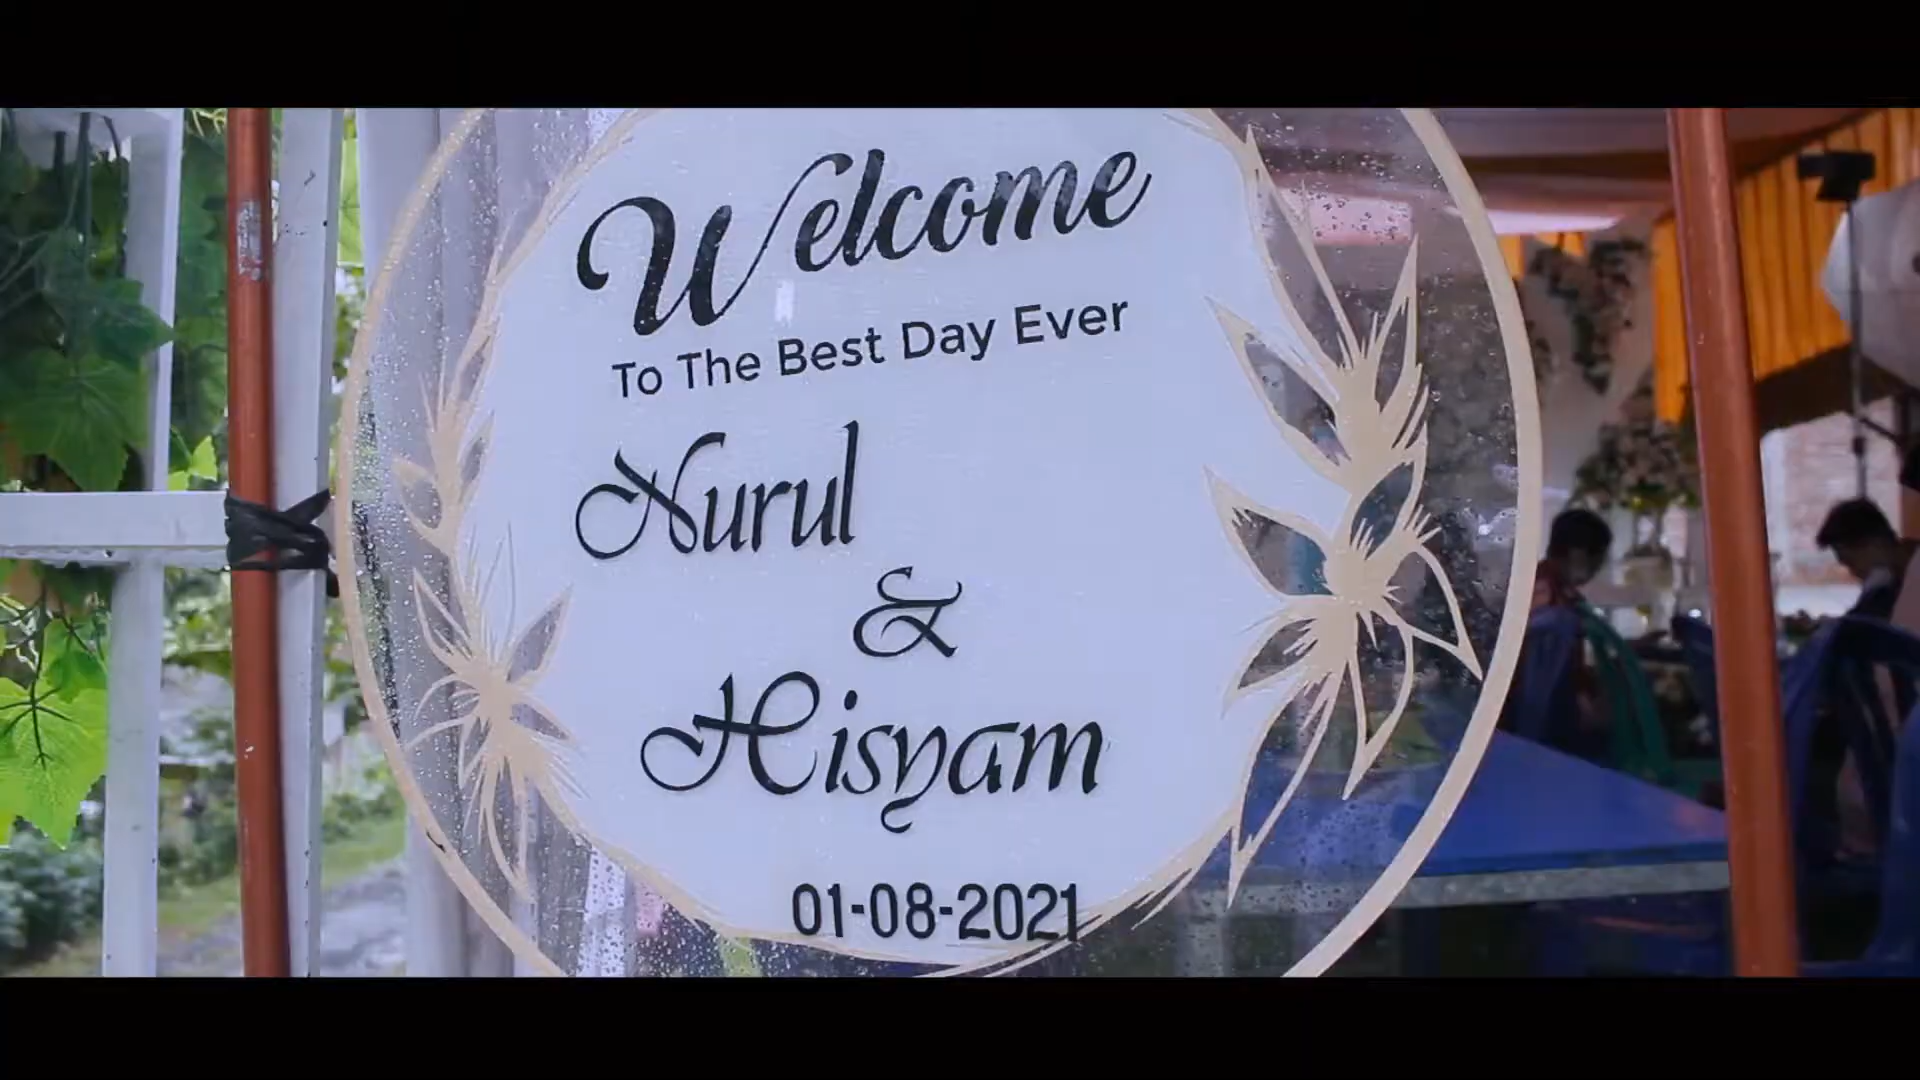 Welcome
To The Best Day Ever
Nurul
&
Hisyam
01-08-2021